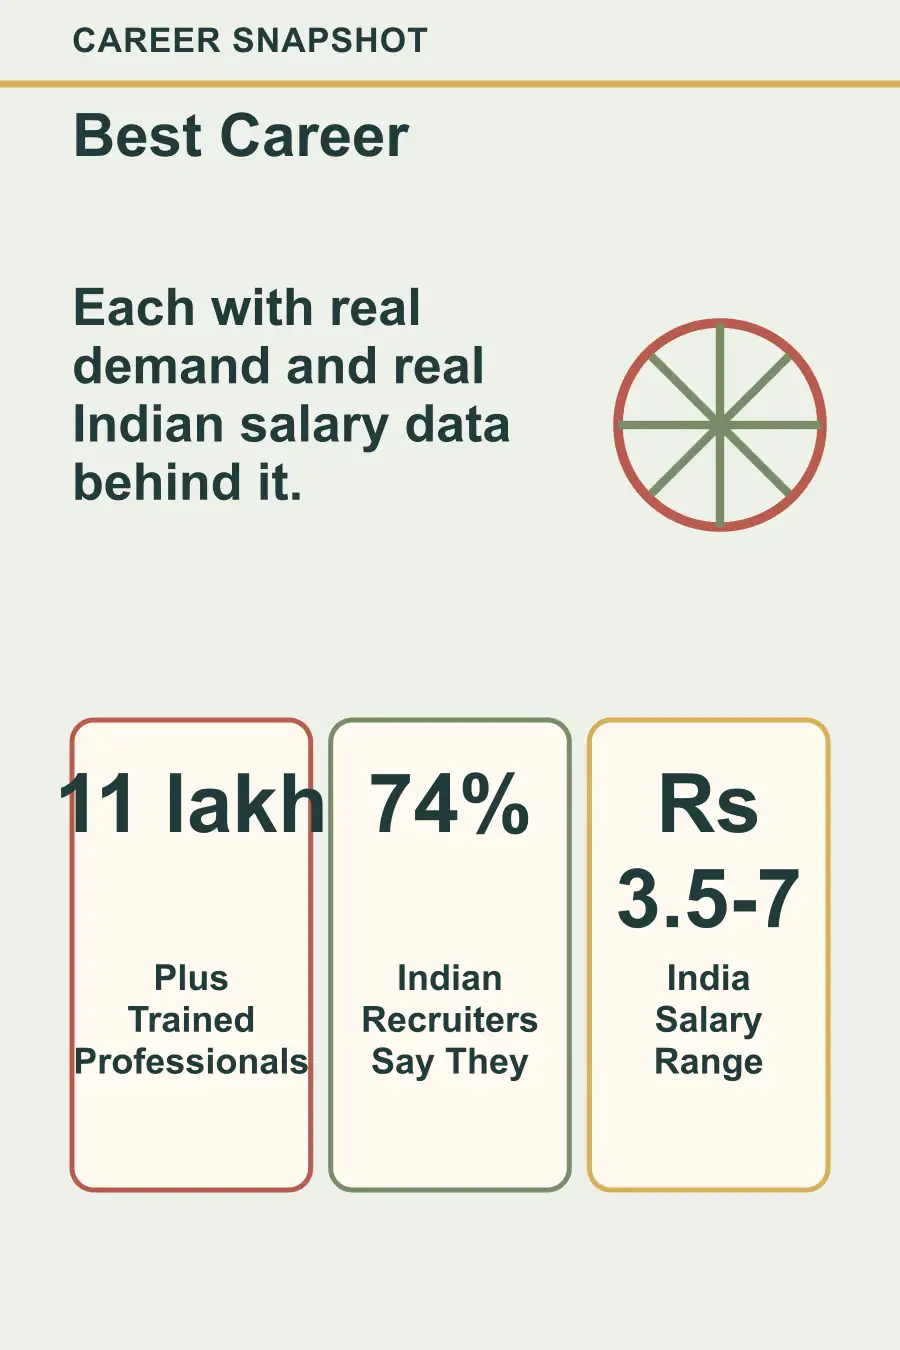 CAREER SNAPSHOT
Best Career
Each with real
demand and real
Indian salary data
behind it.
11 lakh
Plus
Trained
Professionals
74%
Indian
Recruiters
Say They
Rs
3.5-7
India
Salary
Range